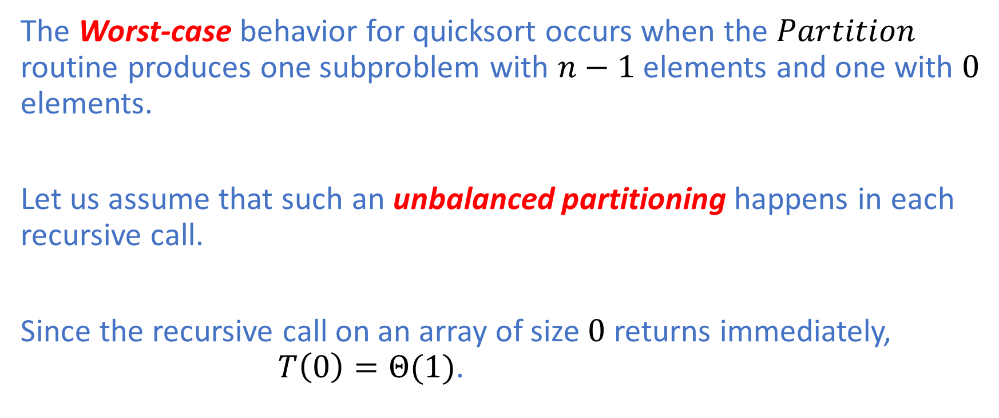 The Worst-case behavior for quicksort occurs when the Partition
routine produces one subproblem with n − 1 elements and one with 0
elements.
Let us assume that such an unbalanced partitioning happens in each
recursive call.
Since the recursive call on an array of size 0 returns immediately,
T(0) = Θ(1).